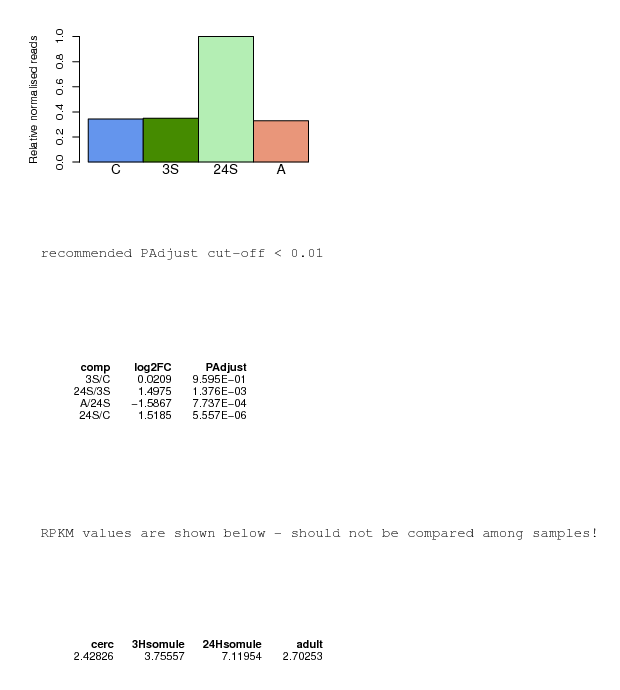 Relative normalised reads
1.0
0.8
0.6
0.4
0.2
0.0
C 3S 24S A
recommended PAdjust cut-off < 0.01
comp log2FC PAdjust
3S/C 0.0209 9.595E-01
24S/3S 1.4975 1.376E-03
A/24S -1.5867 7.737E-04
24S/C 1.5185 5.557E-06
RPKM values are shown below - should not be compared among samples!
cerc 3Hsomule 24Hsomule adult
2.42826 3.75557 7.11954 2.70253